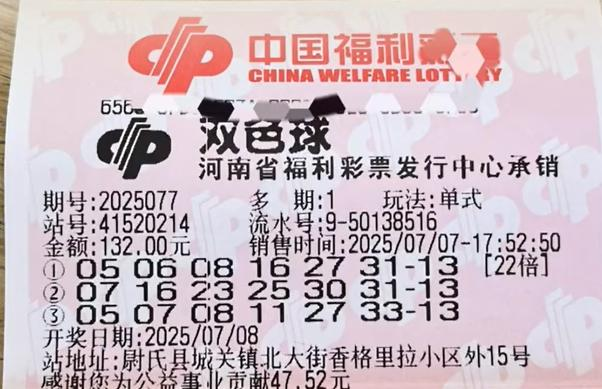 中国福利彩票
CHINA WELFARE LOTTERY
双色球
河南省福利彩票发行中心承销
期号:2025077 多 期:1 玩法:单式
站号:41520214 流水号:9-50138516
金额:132.00元 销售时间:2025/07/07-17:52:50
① 05 06 08 16 27 31-13 [22倍]
② 07 16 23 25 30 31-13
③ 05 07 08 11 27 33-13
开奖日期:2025/07/08
站地址:尉氏县城关镇北大街香格里拉小区外15号
感谢您为公益事业贡献47.52元